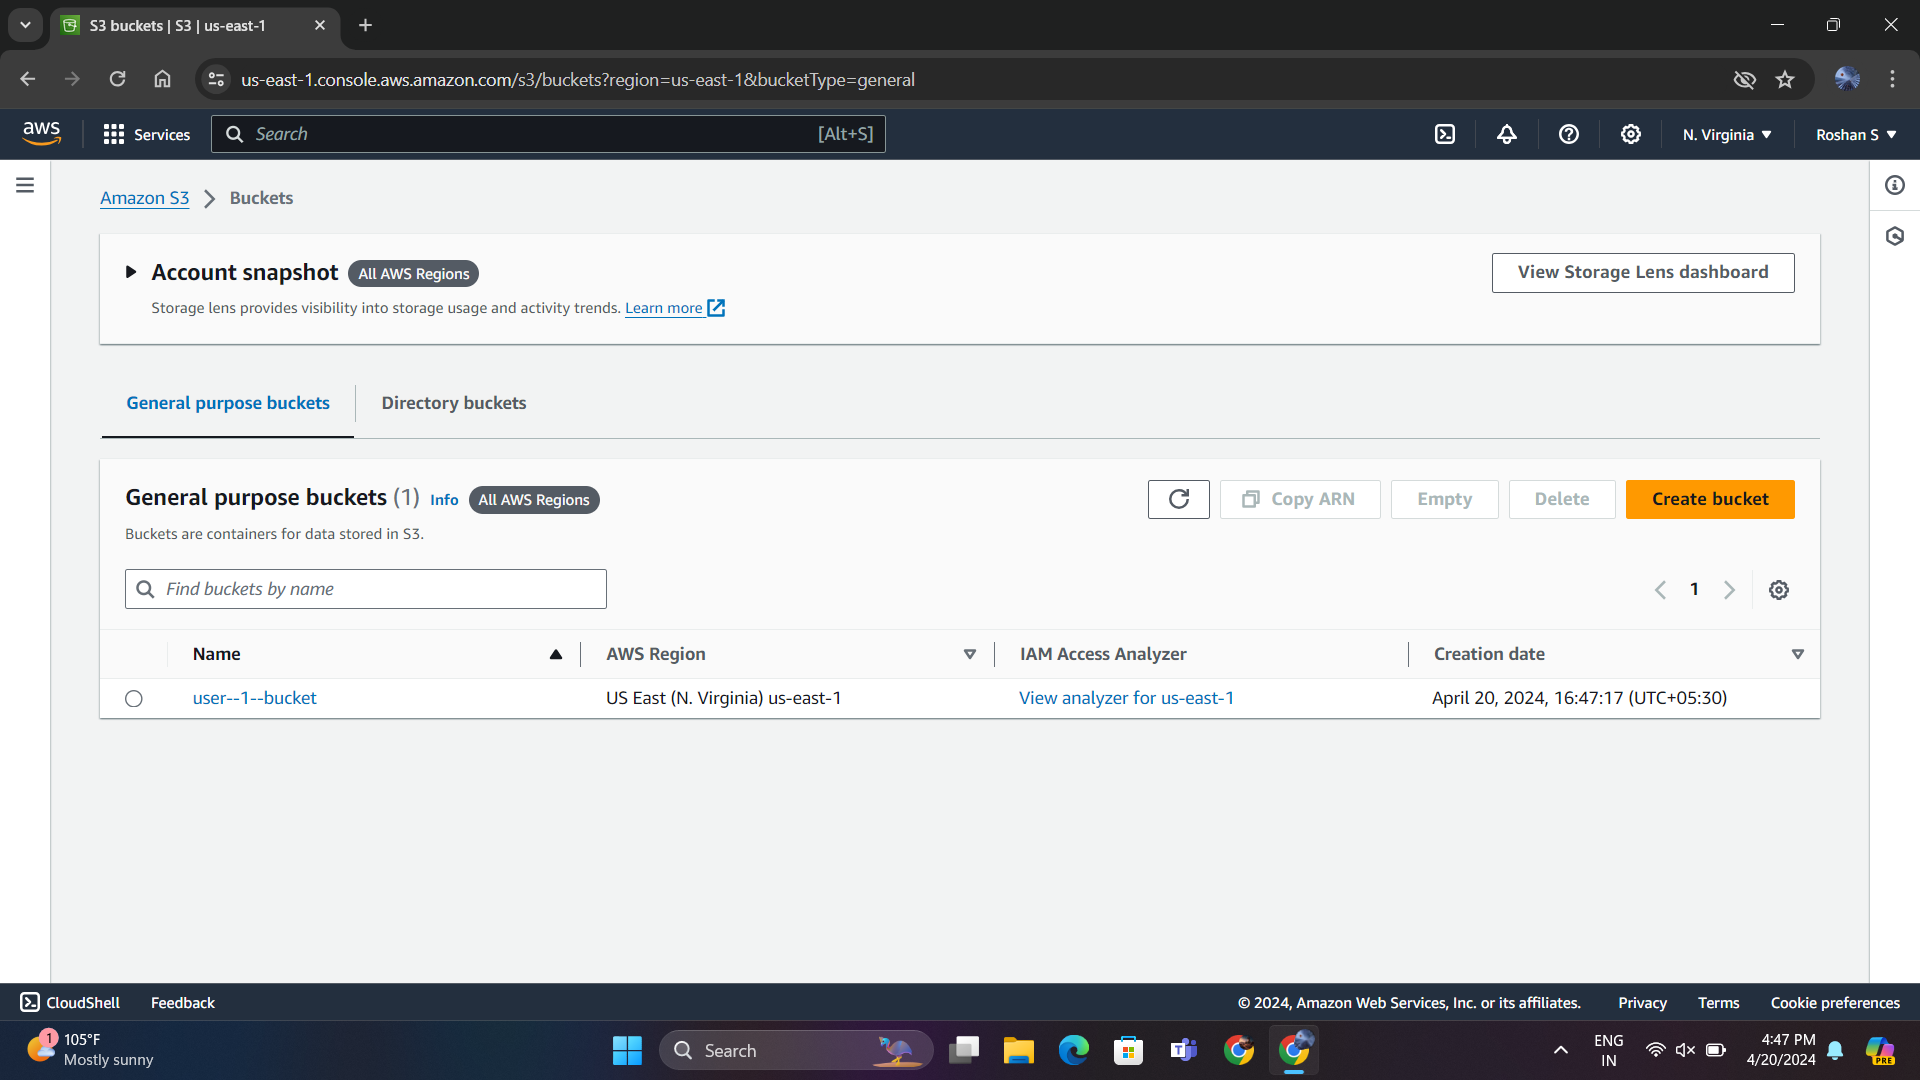 S3 buckets | S3 | us-east-1
us-east-1.console.aws.amazon.com/s3/buckets?region=us-east-1&bucketType=general
aws Services Search [Alt+S] N. Virginia Roshan S
Amazon S3 Buckets
Account snapshot All AWS Regions View Storage Lens dashboard
Storage lens provides visibility into storage usage and activity trends. Learn more
General purpose buckets Directory buckets
General purpose buckets (1) Info All AWS Regions Copy ARN Empty Delete Create bucket
Buckets are containers for data stored in S3.
Find buckets by name 1
Name AWS Region IAM Access Analyzer Creation date
user--1--bucket US East (N. Virginia) us-east-1 View analyzer for us-east-1 April 20, 2024, 16:47:17 (UTC+05:30)
CloudShell Feedback © 2024, Amazon Web Services, Inc. or its affiliates. Privacy Terms Cookie preferences
1 105°F ENG 4:47 PM
Mostly sunny Search IN 4/20/2024 PRE